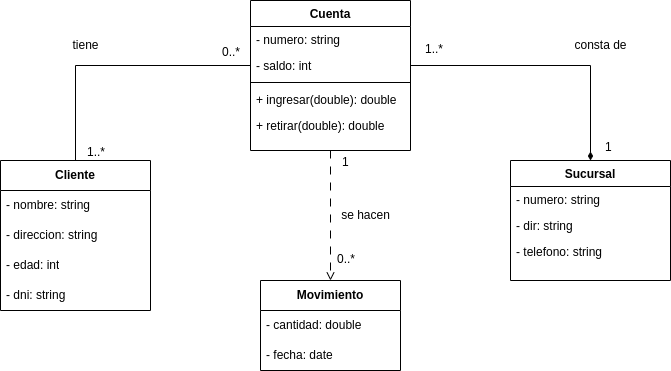 Cuenta
- numero: string
- saldo: int
+ ingresar(double): double
+ retirar(double): double
tiene
0..*
1..*
consta de
1..*
1
1
se hacen
0..*
Cliente
- nombre: string
- direccion: string
- edad: int
- dni: string
Sucursal
- numero: string
- dir: string
- telefono: string
Movimiento
- cantidad: double
- fecha: date